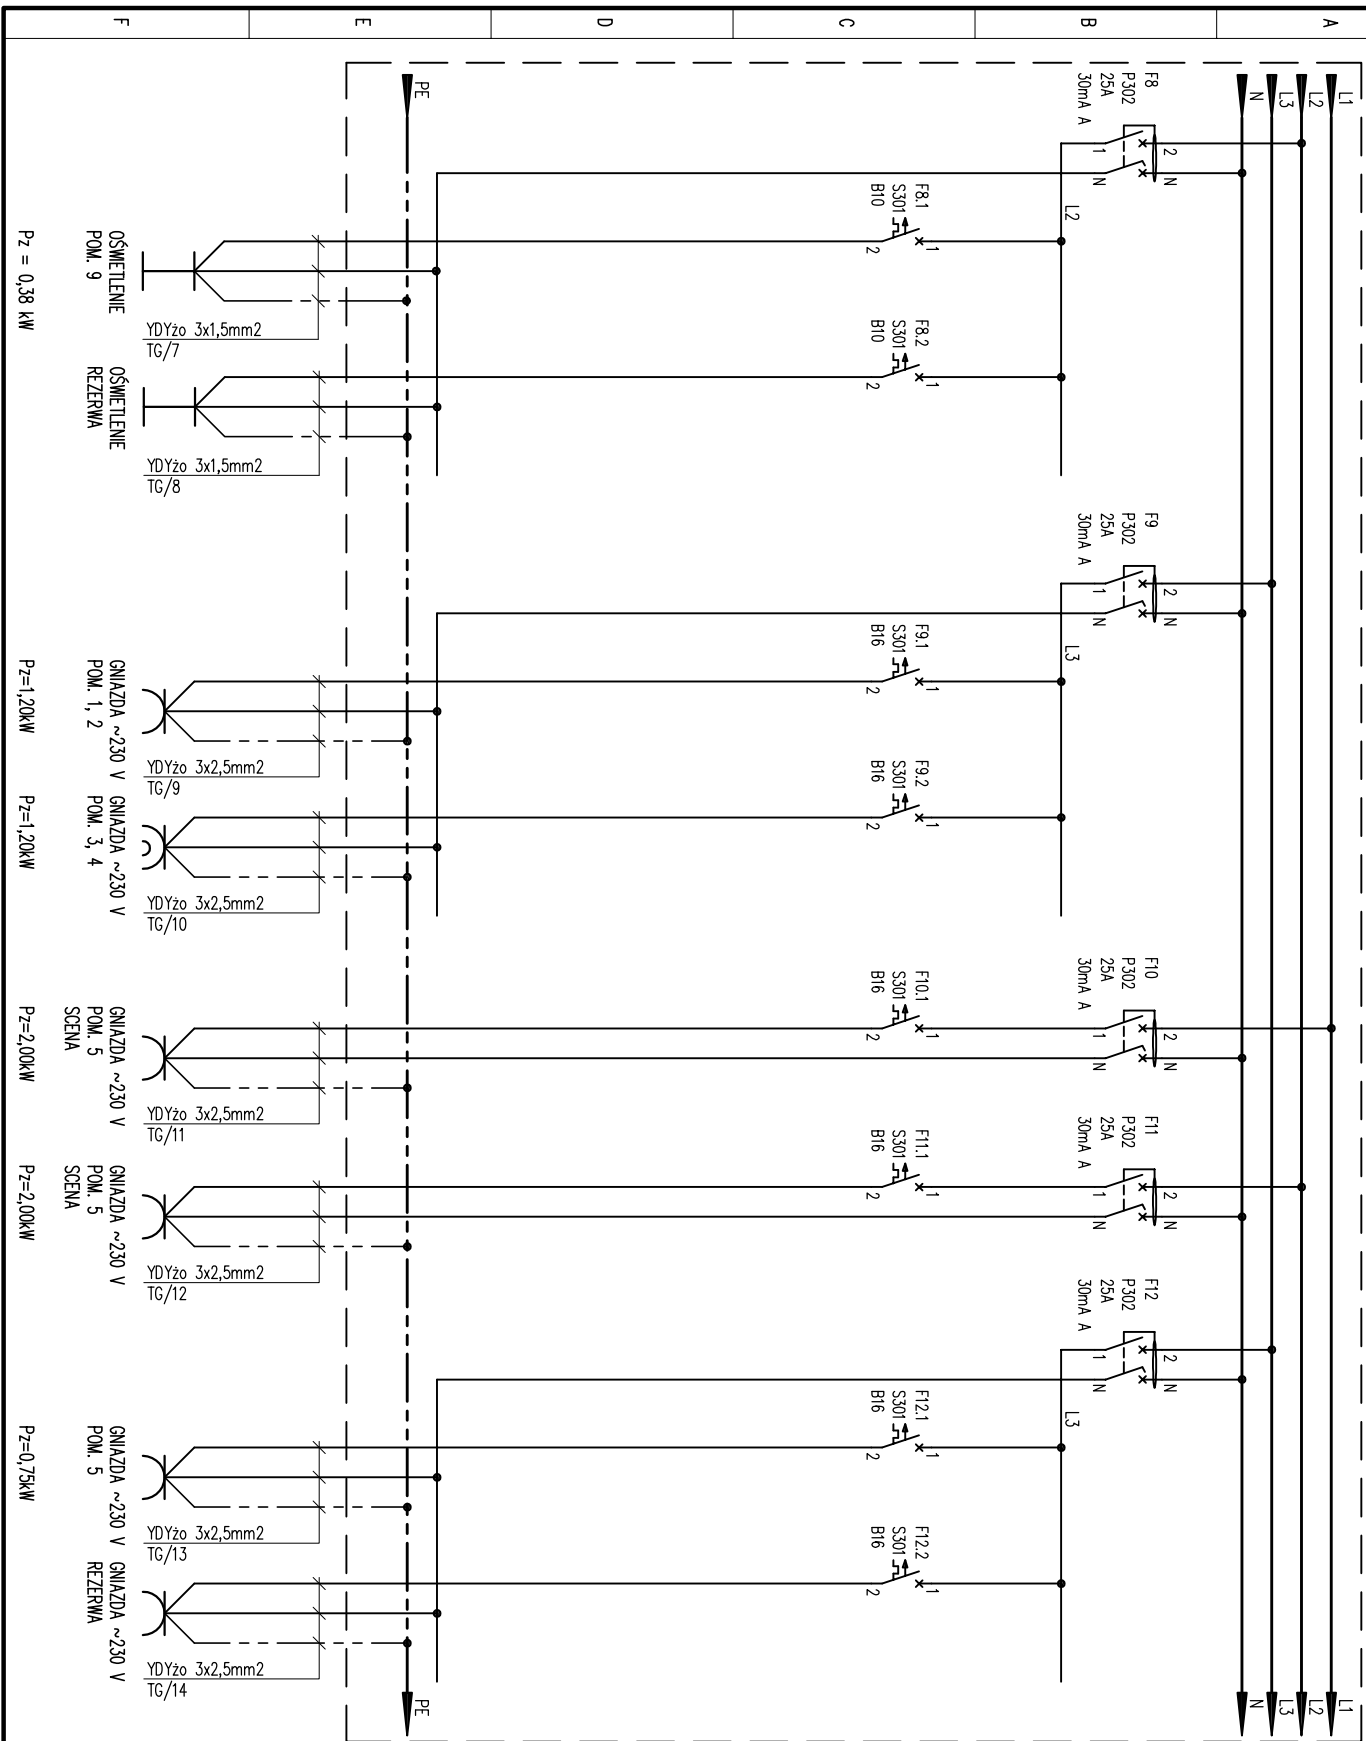 A
B
C
D
E
F
L1
L2
L3
N
PE
F8
P302
25A
30mA A
2
N
1
N
L2
F8.1
S301
B10
1
2
F8.2
S301
B10
1
2
F9
P302
25A
30mA A
2
N
1
N
L3
F9.1
S301
B16
1
2
F9.2
S301
B16
1
2
F10
P302
25A
30mA A
2
N
1
N
F10.1
S301
B16
1
2
F11
P302
25A
30mA A
2
N
1
N
F11.1
S301
B16
1
2
F12
P302
25A
30mA A
2
N
1
N
L3
F12.1
S301
B16
1
2
F12.2
S301
B16
1
2
L1
L2
L3
N
PE
YDYżo 3x1,5mm2
TG/7
YDYżo 3x1,5mm2
TG/8
YDYżo 3x2,5mm2
TG/9
YDYżo 3x2,5mm2
TG/10
YDYżo 3x2,5mm2
TG/11
YDYżo 3x2,5mm2
TG/12
YDYżo 3x2,5mm2
TG/13
YDYżo 3x2,5mm2
TG/14
OŚWIETLENIE
POM. 9
OŚWIETLENIE
REZERWA
GNIAZDA ~230 V
POM. 1, 2
GNIAZDA ~230 V
POM. 3, 4
GNIAZDA ~230 V
POM. 5
SCENA
GNIAZDA ~230 V
POM. 5
SCENA
GNIAZDA ~230 V
POM. 5
GNIAZDA ~230 V
REZERWA
Pz = 0,38 kW
Pz=1,20kW
Pz=1,20kW
Pz=2,00kW
Pz=2,00kW
Pz=0,75kW